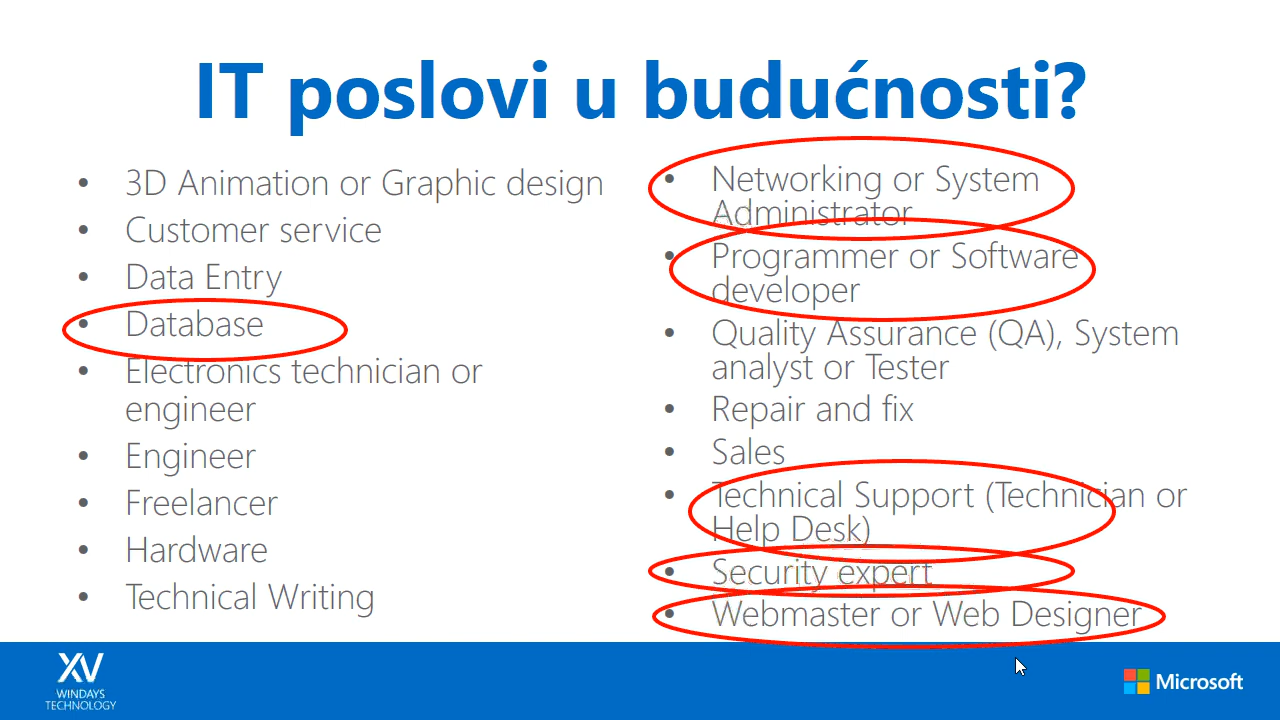 IT poslovi u budućnosti?
• 3D Animation or Graphic design
• Customer service
• Data Entry
• Database
• Electronics technician or
engineer
• Engineer
• Freelancer
• Hardware
• Technical Writing
• Networking or System
Administrator
• Programmer or Software
developer
• Quality Assurance (QA), System
analyst or Tester
• Repair and fix
• Sales
• Technical Support (Technician or
Help Desk)
• Security expert
• Webmaster or Web Designer
XV
WINDAYS
TECHNOLOGY
Microsoft